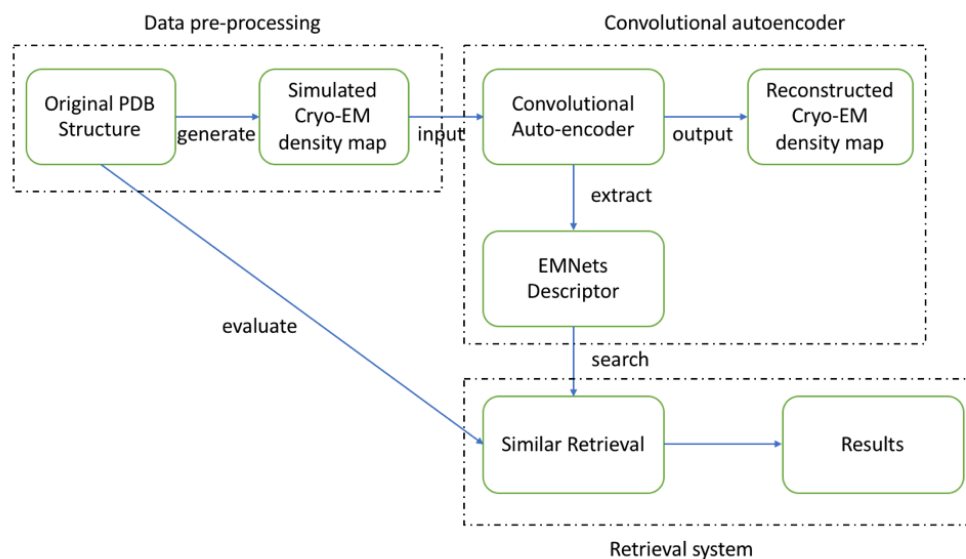 Data pre-processing
Convolutional autoencoder
Original PDB
Structure
generate
Simulated
Cryo-EM
density map
input
Convolutional
Auto-encoder
output
Reconstructed
Cryo-EM
density map
extract
EMNets
Descriptor
evaluate
search
Similar Retrieval
Results
Retrieval system